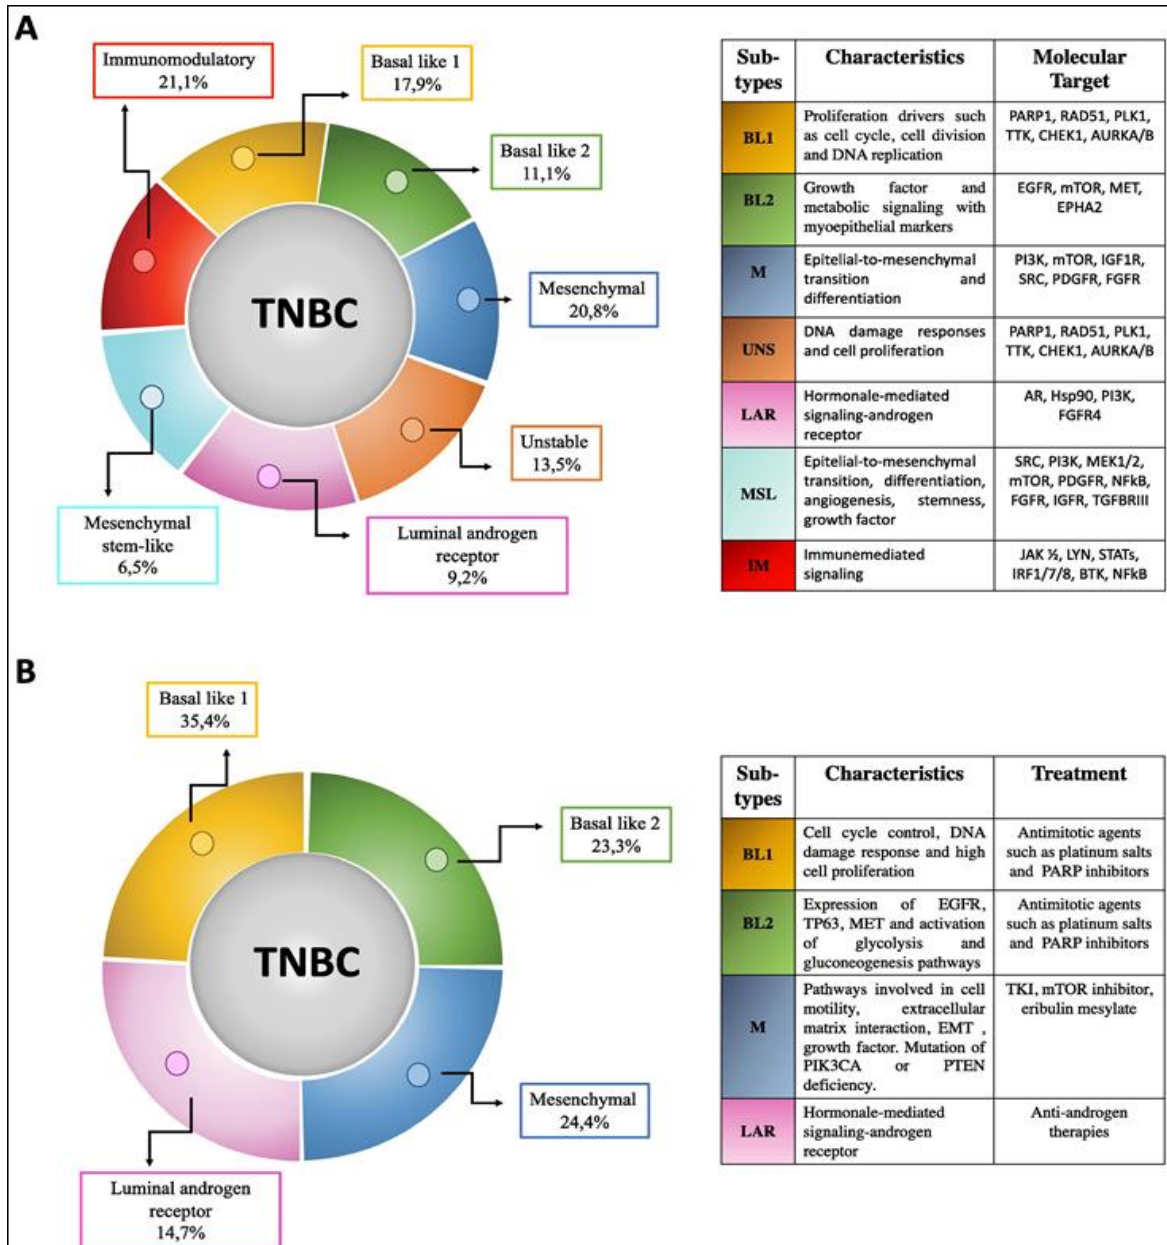 A
Immunomodulatory
21,1%
Basal like 1
17,9%
Basal like 2
11,1%
Mesenchymal
20,8%
Unstable
13,5%
Luminal androgen
receptor
9,2%
Mesenchymal
stem-like
6,5%
TNBC
Sub-
types
Characteristics
Molecular
Target
BL1
Proliferation drivers such
as cell cycle, cell division
and DNA replication
PARP1, RAD51, PLK1,
TTK, CHEK1, AURKA/B
BL2
Growth factor and
metabolic signaling with
myoepithelial markers
EGFR, mTOR, MET,
EPHA2
M
Epitelial-to-mesenchymal
transition and
differentiation
PI3K, mTOR, IGF1R,
SRC, PDGFR, FGFR
UNS
DNA damage responses
and cell proliferation
PARP1, RAD51, PLK1,
TTK, CHEK1, AURKA/B
LAR
Hormonale-mediated
signaling-androgen
receptor
AR, Hsp90, PI3K,
FGFR4
MSL
Epitelial-to-mesenchymal
transition, differentiation,
angiogenesis, stemness,
growth factor
SRC, PI3K, MEK1/2,
mTOR, PDGFR, NFkB,
FGFR, IGFR, TGFBRIII
IM
Immunemediated
signaling
JAK ½, LYN, STATs,
IRF1/7/8, BTK, NFkB
B
Basal like 1
35,4%
Basal like 2
23,3%
Mesenchymal
24,4%
Luminal androgen
receptor
14,7%
TNBC
Sub-
types
Characteristics
Treatment
BL1
Cell cycle control, DNA
damage response and high
cell proliferation
Antimitotic agents
such as platinum salts
and PARP inhibitors
BL2
Expression of EGFR,
TP63, MET and activation
of glycolysis and
gluconeogenesis pathways
Antimitotic agents
such as platinum salts
and PARP inhibitors
M
Pathways involved in cell
motility, extracellular
matrix interaction, EMT ,
growth factor. Mutation of
PIK3CA or PTEN
deficiency.
TKI, mTOR inhibitor,
eribulin mesylate
LAR
Hormonale-mediated
signaling-androgen
receptor
Anti-androgen
therapies